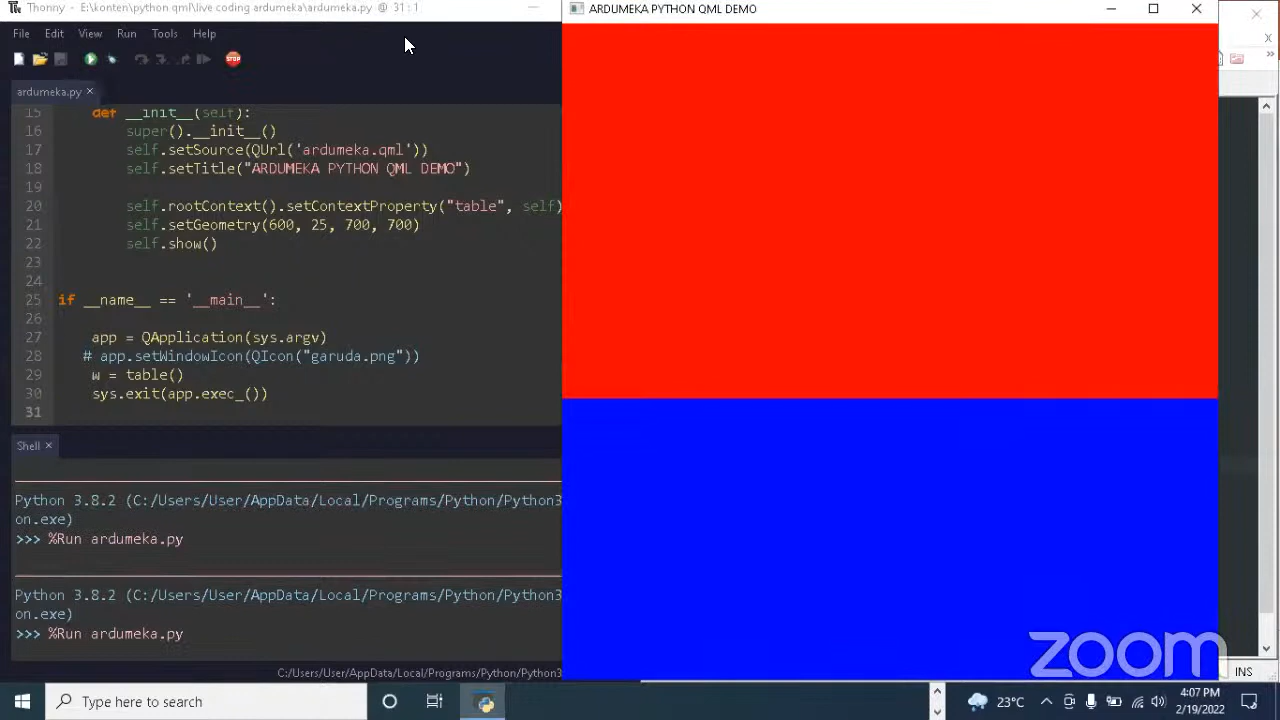 Thonny - E:\konten\python qml\live coding ardumeka\ardumeka.py @ 31:1
File Edit View Run Tools Help
ardumeka.py
15 def __init__(self):
16 super().__init__()
17 self.setSource(QUrl('ardumeka.qml'))
18 self.setTitle("ARDUMEKA PYTHON QML DEMO")
19
20 self.rootContext().setContextProperty("table", self)
21 self.setGeometry(600, 25, 700, 700)
22 self.show()
23
24
25 if __name__ == '__main__':
26
27 app = QApplication(sys.argv)
28 # app.setWindowIcon(QIcon("garuda.png"))
29 w = table()
30 sys.exit(app.exec_())
31
Shell
Python 3.8.2 (C:/Users/User/AppData/Local/Programs/Python/Python3
on.exe)
>>> %Run ardumeka.py
Python 3.8.2 (C:/Users/User/AppData/Local/Programs/Python/Python3
on.exe)
>>> %Run ardumeka.py
C:/Users/User/AppData/Local/Programs/Python/Python3
ARDUMEKA PYTHON QML DEMO
STOP
zoom
INS
Type here to search
23°C
4:07 PM
2/19/2022